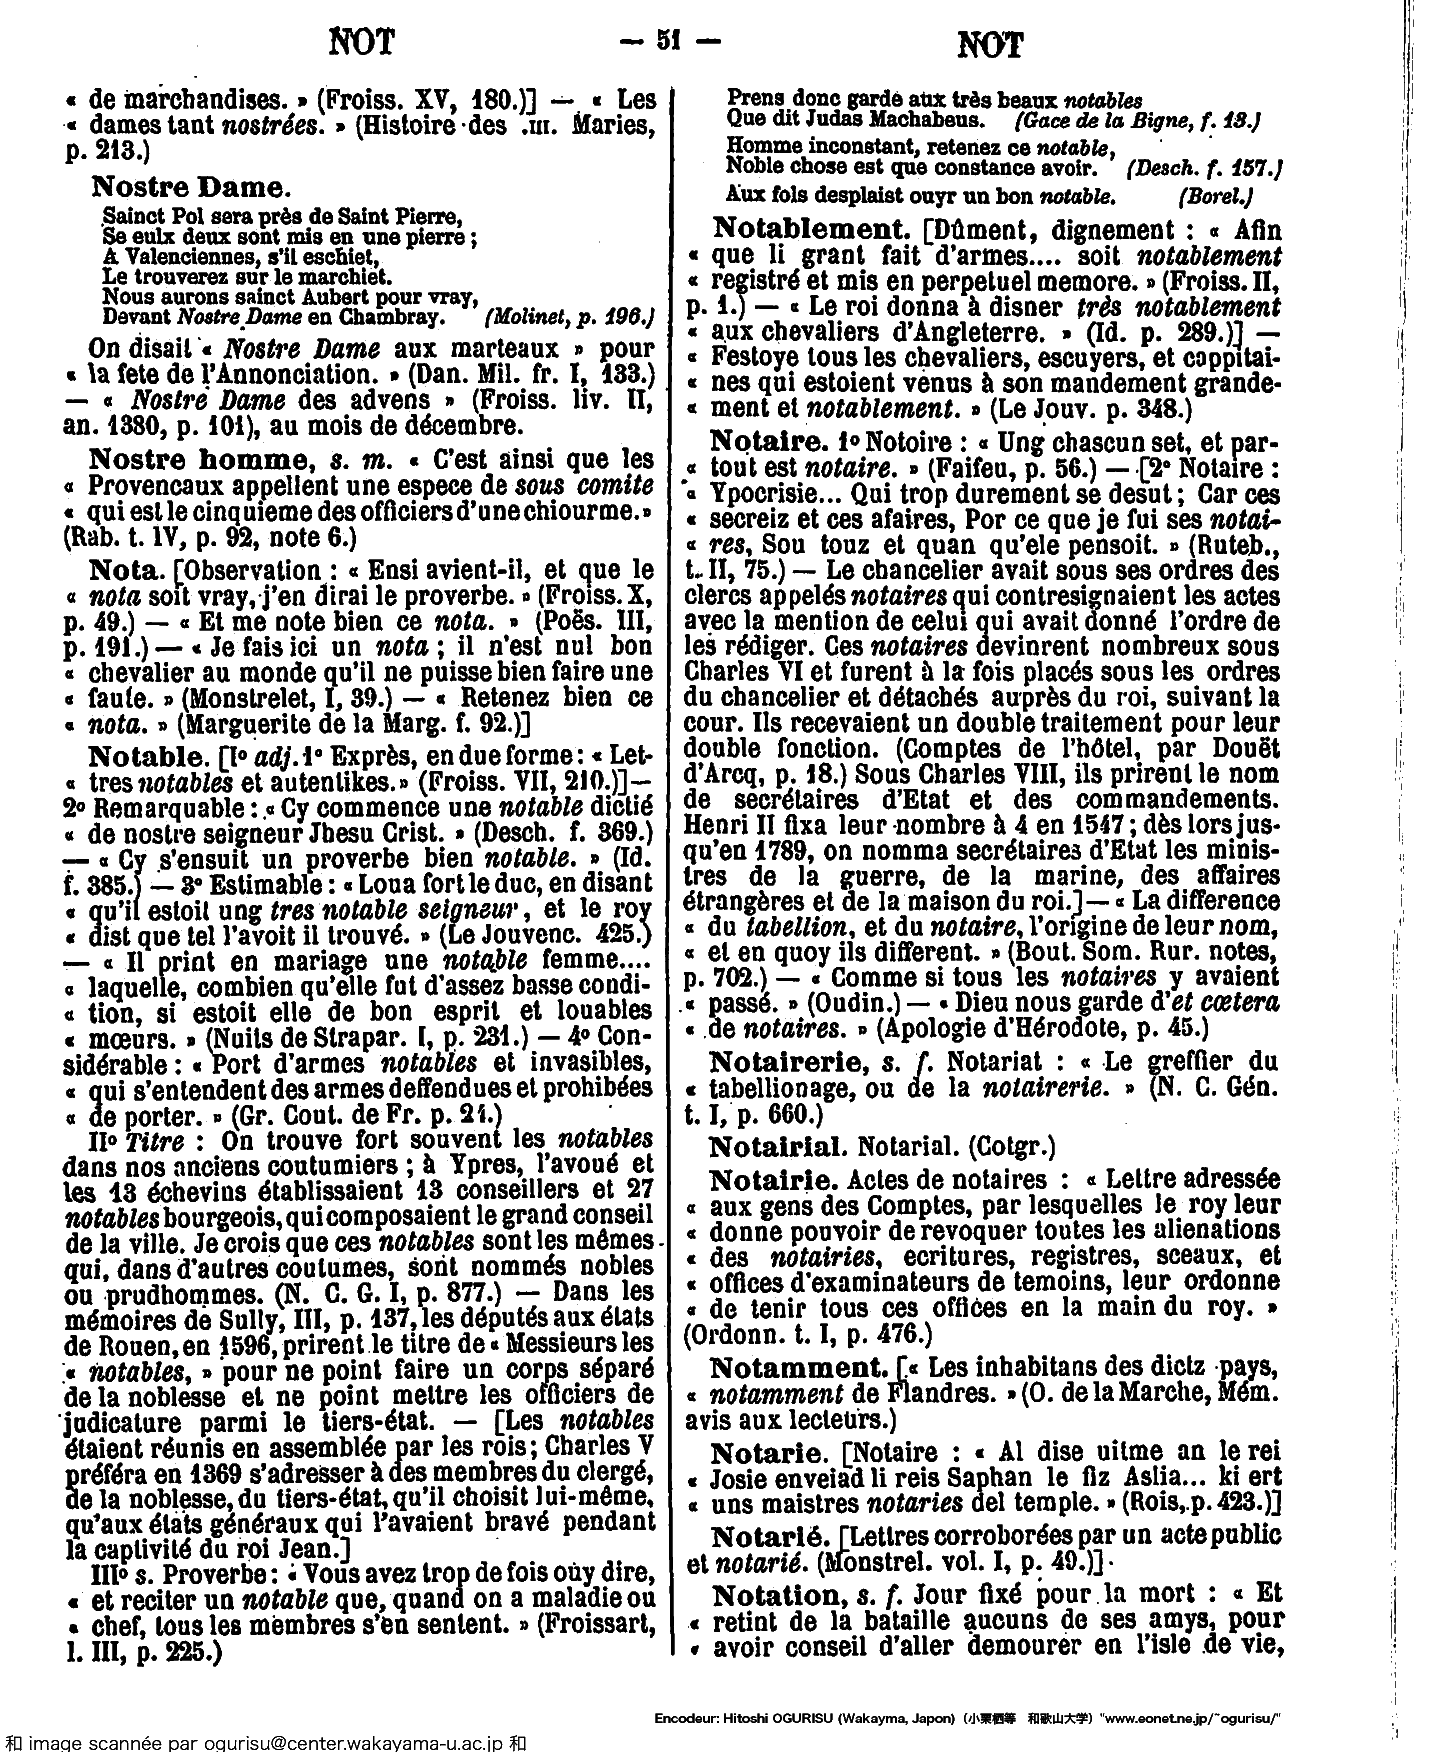 NOT
— 51 —
NOT
« de marchandises. » (Froiss. XV, 180.)] — « Les
« dames tant nostrées. » (Histoire des .III. Maries,
p. 213.)
Nostre Dame.
Sainct Pol sera près de Saint Pierre,
Se eulx deux sont mis en une pierre ;
A Valenciennes, s'il eschiet,
Le trouverez sur le marchiet.
Nous aurons sainct Aubert pour vray,
Devant Nostre Dame en Chambray. (Molinet, p. 196.)
On disait « Nostre Dame aux marteaux » pour
« la fete de l'Annonciation. » (Dan. Mil. fr. I, 133.)
— « Nostre Dame des advens » (Froiss. liv. II,
an. 1380, p. 101), au mois de décembre.
Nostre homme, s. m. « C'est ainsi que les
« Provencaux appellent une espece de sous comite
« qui est le cinquieme des officiers d'une chiourme. »
(Rab. t. IV, p. 92, note 6.)
Nota. [Observation : « Ensi avient-il, et que le
« nota soit vray, j'en dirai le proverbe. » (Froiss. X,
p. 49.) — « Et me note bien ce nota. » (Poës. III,
p. 191.) — « Je fais ici un nota ; il n'est nul bon
« chevalier au monde qu'il ne puisse bien faire une
« faute. » (Monstrelet, I, 39.) — « Retenez bien ce
« nota. » (Marguerite de la Marg. f. 92.)]
Notable. [I° adj. 1° Exprès, en due forme : « Let-
« tres notables et autentikes. » (Froiss. VII, 210.)] —
2° Remarquable : « Cy commence une notable dictié
« de nostre seigneur Jhesu Crist. » (Desch. f. 369.)
— « Cy s'ensuit un proverbe bien notable. » (Id.
f. 385.) — 3° Estimable : « Loua fort le duc, en disant
« qu'il estoit ung tres notable seigneur, et le roy
« dist que tel l'avoit il trouvé. » (Le Jouvenc. 425.)
— « Il print en mariage une notable femme....
« laquelle, combien qu'elle fut d'assez basse condi-
« tion, si estoit elle de bon esprit et louables
« mœurs. » (Nuits de Strapar. I, p. 231.) — 4° Con-
sidérable : « Port d'armes notables et invasibles,
« qui s'entendent des armes deffendues et prohibées
« de porter. » (Gr. Cout. de Fr. p. 21.)
II° Titre : On trouve fort souvent les notables
dans nos anciens coutumiers ; à Ypres, l'avoué et
les 13 échevins établissaient 13 conseillers et 27
notables bourgeois, qui composaient le grand conseil
de la ville. Je crois que ces notables sont les mêmes
qui, dans d'autres coutumes, sont nommés nobles
ou prudhommes. (N. C. G. I, p. 877.) — Dans les
mémoires de Sully, III, p. 137, les députés aux états
de Rouen, en 1596, prirent le titre de « Messieurs les
« notables, » pour ne point faire un corps séparé
de la noblesse et ne point mettre les officiers de
judicature parmi le tiers-état. — [Les notables
étaient réunis en assemblée par les rois ; Charles V
préféra en 1369 s'adresser à des membres du clergé,
de la noblesse, du tiers-état, qu'il choisit lui-même,
qu'aux états généraux qui l'avaient bravé pendant
la captivité du roi Jean.]
III° s. Proverbe : « Vous avez trop de fois ouy dire,
« et reciter un notable que, quand on a maladie ou
« chef, tous les membres s'en sentent. » (Froissart,
l. III, p. 225.)
Prens donc garde aux très beaux notables
Que dit Judas Machabeus. (Gace de la Bigne, f. 13.)
Homme inconstant, retenez ce notable,
Noble chose est que constance avoir. (Desch. f. 157.)
Aux fols desplaist ouyr un bon notable. (Borel.)
Notablement. [Dûment, dignement : « Afin
« que li grant fait d'armes.... soit notablement
« registré et mis en perpetuel memore. » (Froiss. II,
p. 1.) — « Le roi donna à disner trés notablement
« aux chevaliers d'Angleterre. » (Id. p. 289.)] —
« Festoye tous les chevaliers, escuyers, et cappitai-
« nes qui estoient venus à son mandement grande-
« ment et notablement. » (Le Jouv. p. 348.)
Notaire. 1° Notoire : « Ung chascun set, et par-
« tout est notaire. » (Faifeu, p. 56.) — [2° Notaire :
« Ypocrisie... Qui trop durement se desut ; Car ces
« secreiz et ces afaires, Por ce que je fui ses notai-
« res, Sou touz et quan qu'ele pensoit. » (Ruteb.,
t. II, 75.) — Le chancelier avait sous ses ordres des
clercs appelés notaires qui contresignaient les actes
avec la mention de celui qui avait donné l'ordre de
les rédiger. Ces notaires devinrent nombreux sous
Charles VI et furent à la fois placés sous les ordres
du chancelier et détachés auprès du roi, suivant la
cour. Ils recevaient un double traitement pour leur
double fonction. (Comptes de l'hôtel, par Douët
d'Arcq, p. 18.) Sous Charles VIII, ils prirent le nom
de secrétaires d'Etat et des commandements.
Henri II fixa leur nombre à 4 en 1547 ; dès lors jus-
qu'en 1789, on nomma secrétaires d'Etat les minis-
tres de la guerre, de la marine, des affaires
étrangères et de la maison du roi.] — « La difference
« du tabellion, et du notaire, l'origine de leur nom,
« et en quoy ils different. » (Bout. Som. Rur. notes,
p. 702.) — « Comme si tous les notaires y avaient
« passé. » (Oudin.) — « Dieu nous garde d'et cœtera
« de notaires. » (Apologie d'Hérodote, p. 45.)
Notairerie, s. f. Notariat : « Le greffier du
« tabellionage, ou de la notairerie. » (N. C. Gén.
t. I, p. 660.)
Notairial. Notarial. (Cotgr.)
Notairie. Actes de notaires : « Lettre adressée
« aux gens des Comptes, par lesquelles le roy leur
« donne pouvoir de revoquer toutes les alienations
« des notairies, ecritures, registres, sceaux, et
« offices d'examinateurs de temoins, leur ordonne
« de tenir tous ces offices en la main du roy. »
(Ordonn. t. I, p. 476.)
Notamment. [« Les inhabitans des dictz pays,
« notamment de Flandres. » (O. de la Marche, Mém.
avis aux lecteurs.)
Notarie. [Notaire : « Al dise uitme an le rei
« Josie enveiad li reis Saphan le fiz Aslia... ki ert
« uns maistres notaries del temple. » (Rois, p. 423.)]
Notarié. [Lettres corroborées par un acte public
et notarié. (Monstrel. vol. I, p. 49.)]
Notation, s. f. Jour fixé pour la mort : « Et
« retint de la bataille aucuns de ses amys, pour
« avoir conseil d'aller demourer en l'isle de vie,
Encodeur: Hitoshi OGURISU (Wakayma, Japon) (小栗栖等 和歌山大学) "www.eonet.ne.jp/~ogurisu/"
和 image scannée par ogurisu@center.wakayama-u.ac.jp 和